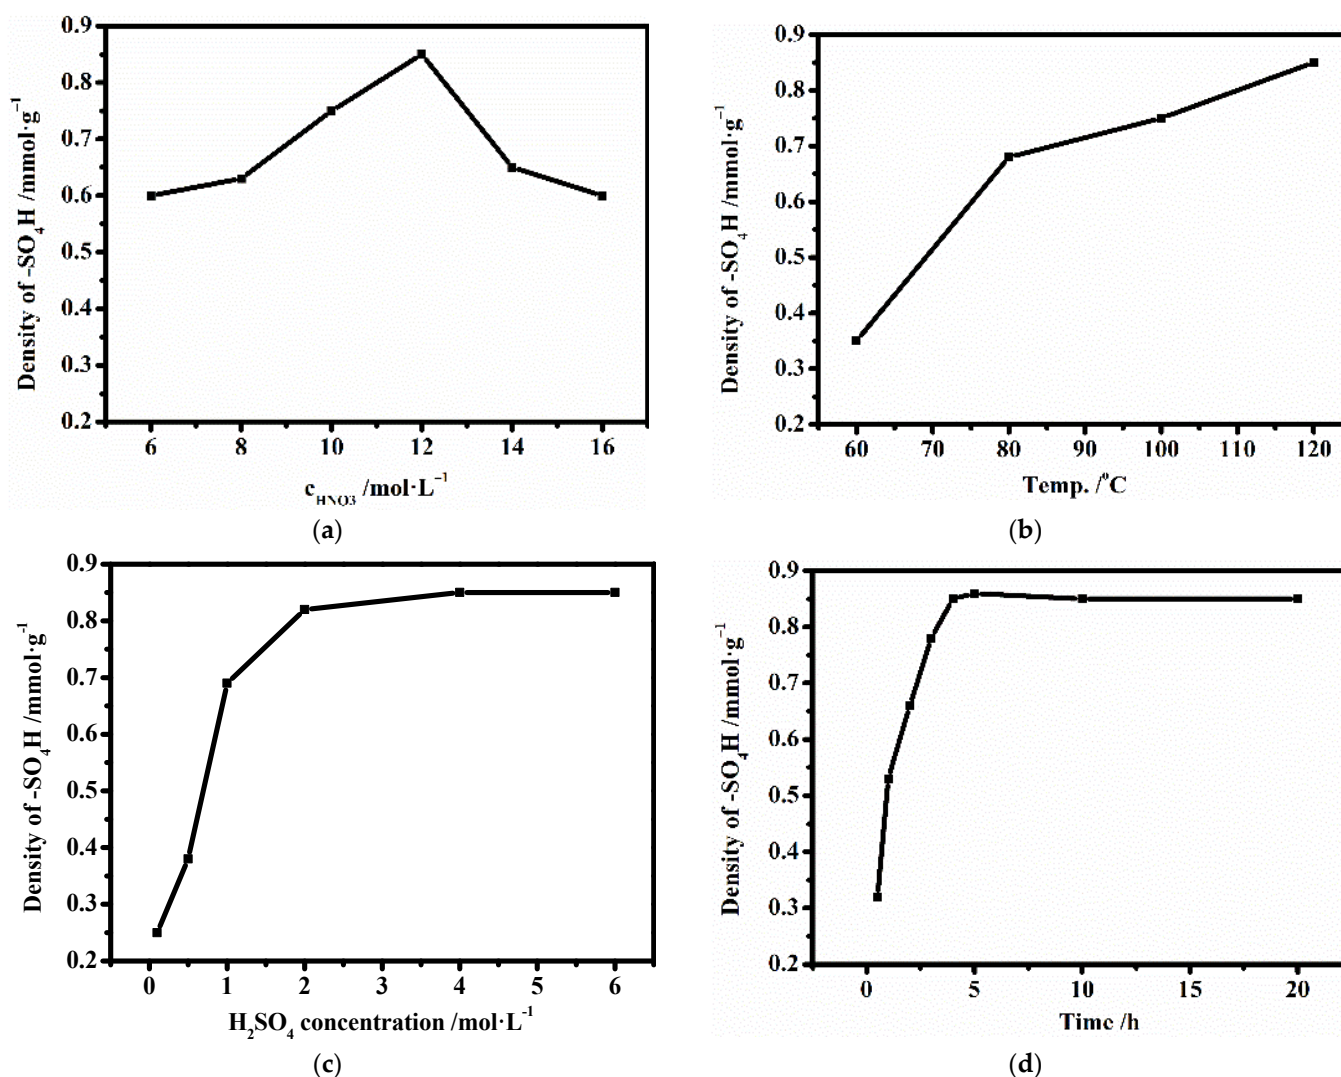 0.9
0.8
0.7
0.6
0.5
0.4
0.3
0.2
Density of -SO₄H /mmol·g⁻¹
6 8 10 12 14 16
c_HNO3 /mol·L⁻¹
(a)
0.9
0.8
0.7
0.6
0.5
0.4
0.3
0.2
Density of -SO₄H /mmol·g⁻¹
60 70 80 90 100 110 120
Temp. /°C
(b)
0.9
0.8
0.7
0.6
0.5
0.4
0.3
0.2
Density of -SO₄H /mmol·g⁻¹
0 1 2 3 4 5 6
H₂SO₄ concentration /mol·L⁻¹
(c)
0.9
0.8
0.7
0.6
0.5
0.4
0.3
0.2
Density of -SO₄H /mmol·g⁻¹
0 5 10 15 20
Time /h
(d)